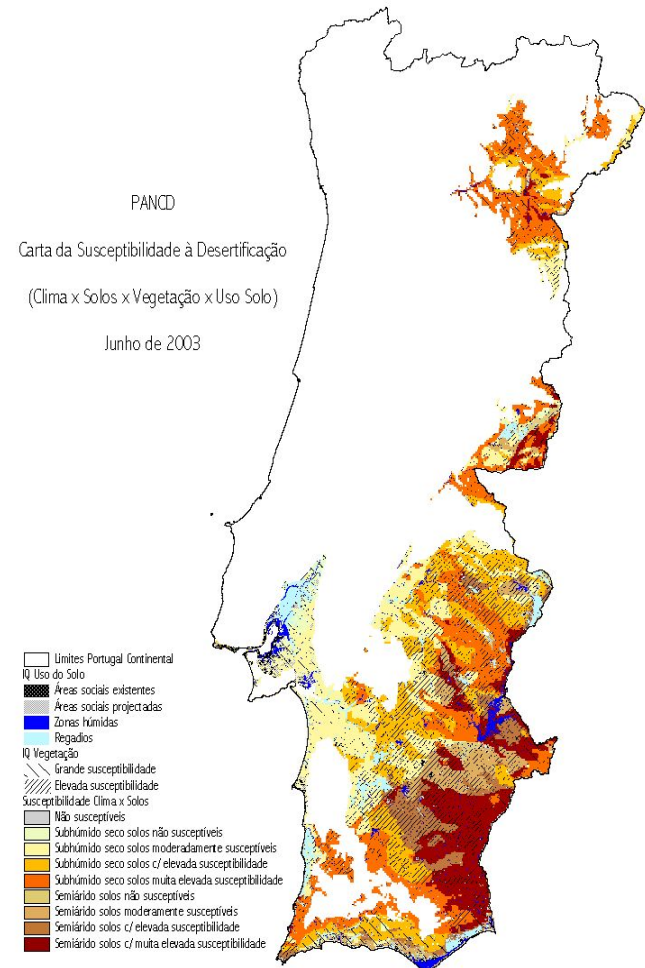 PANCD
Carta da Susceptibilidade à Desertificação
(Clima x Solos x Vegetação x Uso Solo)
Junho de 2003
Limites Portugal Continental
IQ Uso do Solo
Áreas sociais existentes
Áreas sociais projectadas
Zonas húmidas
Regadios
IQ Vegetação
Grande susceptibilidade
Elevada susceptibilidade
Susceptibilidade Clima x Solos
Não susceptíveis
Subhúmido seco solos não susceptíveis
Subhúmido seco solos moderadamente susceptíveis
Subhúmido seco solos c/ elevada susceptibilidade
Subhúmido seco solos muita elevada susceptibilidade
Semiárido solos não susceptíveis
Semiárido solos moderamente susceptíveis
Semiárido solos c/ elevada susceptibilidade
Semiárido solos c/ muita elevada susceptibilidade